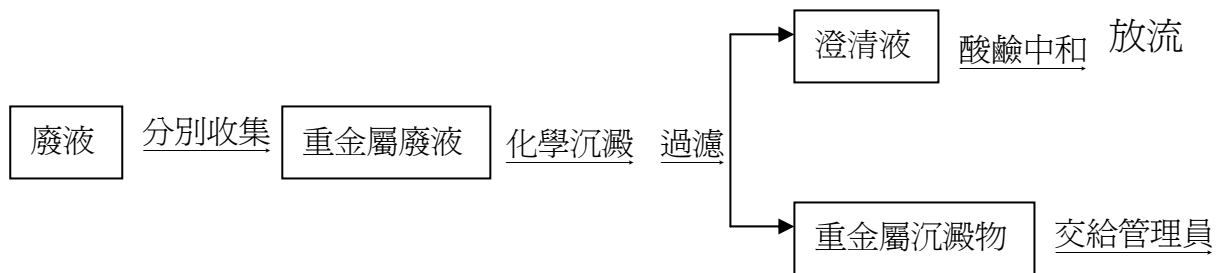 澄清液
酸鹼中和
放流
廢液
分別收集
重金屬廢液
化學沉澱
過濾
重金屬沉澱物
交給管理員